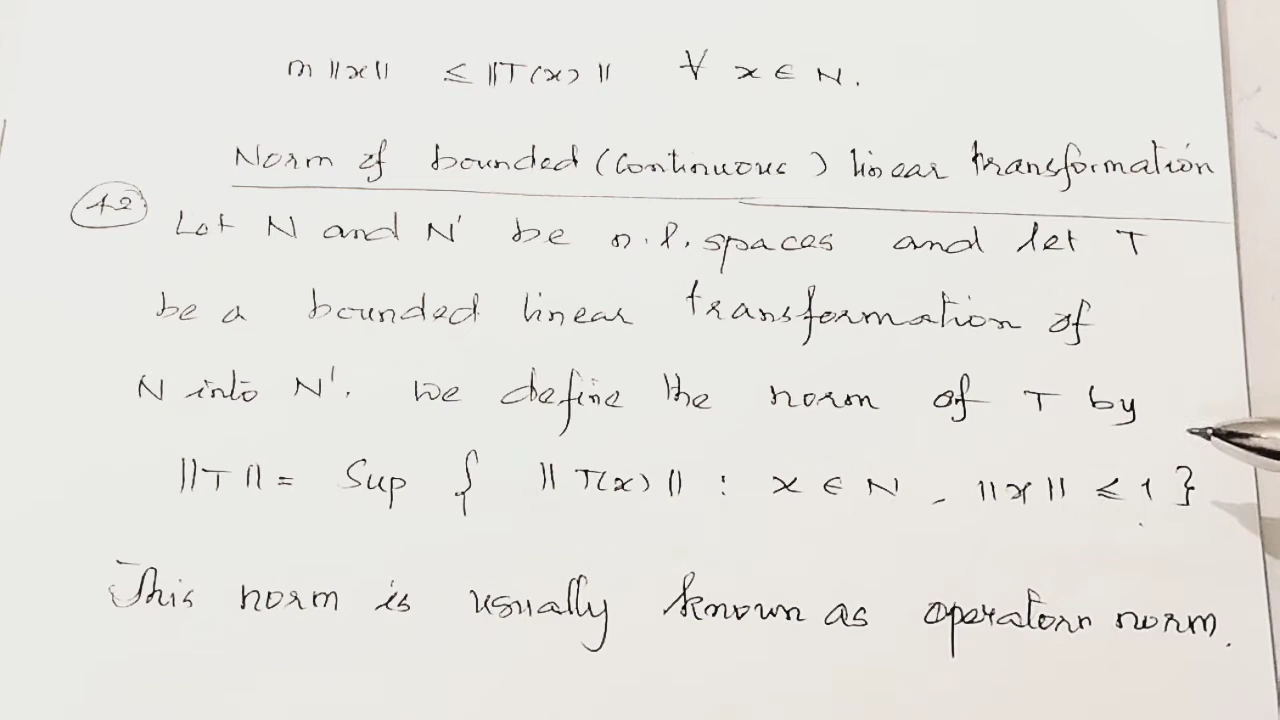 m ||x|| ≤ ||T(x)|| ∀ x ∈ N.
Norm of bounded (continuous) linear transformation
42 Let N and N' be n.l. spaces and let T
be a bounded linear transformation of
N into N'. we define the norm of T by
||T|| = Sup { ||T(x)|| : x ∈ N, ||x|| ≤ 1 }
This norm is usually known as operator norm.